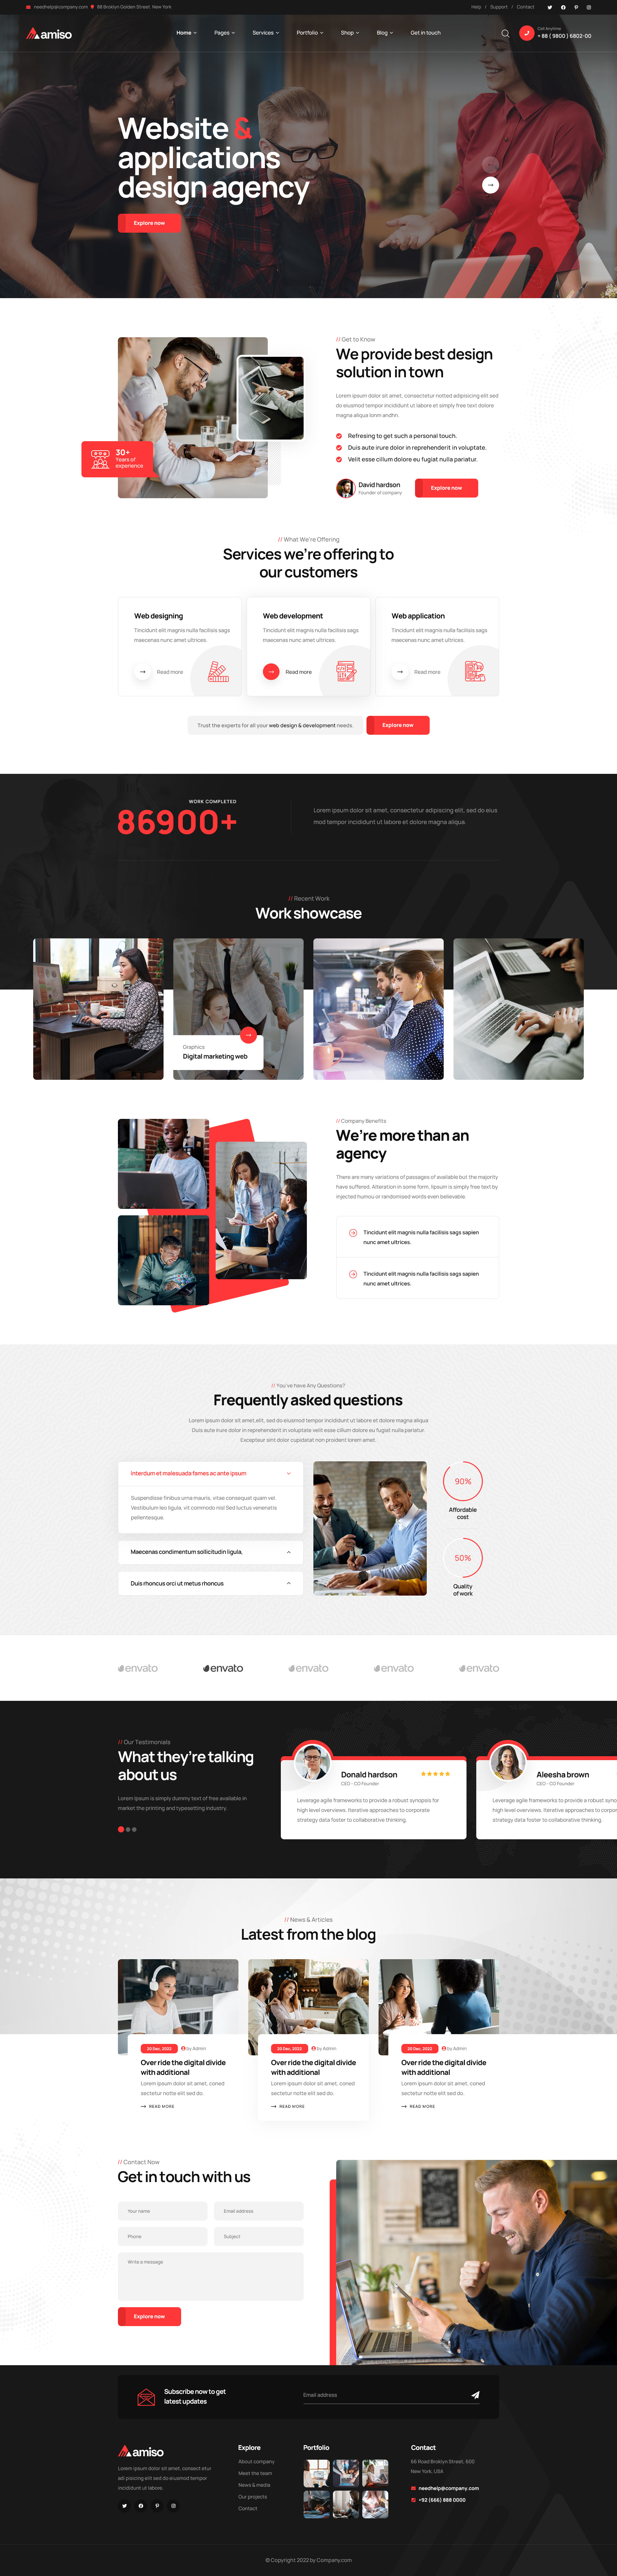 needhelp@company.com 88 Broklyn Golden Street. New York
Help / Support / Contact
amiso
Home Pages Services Portfolio Shop Blog Get in touch
Call Anytime
+ 88 ( 9800 ) 6802-00
Website &
applications
design agency
Explore now
// Get to Know
We provide best design
solution in town
Lorem ipsum dolor sit amet, consectetur notted adipisicing elit sed
do eiusmod tempor incididunt ut labore et simply free text dolore
magna aliqua lonm andhn.
Refresing to get such a personal touch.
Duis aute irure dolor in reprehenderit in voluptate.
Velit esse cillum dolore eu fugiat nulla pariatur.
30+
Years of
experience
David hardson
Founder of company
Explore now
// What We're Offering
Services we're offering to
our customers
Web designing
Tincidunt elit magnis nulla facilisis sags
maecenas nunc amet ultrices.
Read more
Web development
Tincidunt elit magnis nulla facilisis sags
maecenas nunc amet ultrices.
Read more
Web application
Tincidunt elit magnis nulla facilisis sags
maecenas nunc amet ultrices.
Read more
Trust the experts for all your web design & development needs.
Explore now
WORK COMPLETED
86900+
Lorem ipsum dolor sit amet, consectetur adipiscing elit, sed do eius
mod tempor incididunt ut labore et dolore magna aliqua.
// Recent Work
Work showcase
Graphics
Digital marketing web
// Company Benefits
We're more than an
agency
There are many variations of passages of available but the majority
have suffered. Alteration in some form, lipsum is simply free text by
injected humou or randomised words even believable.
Tincidunt elit magnis nulla facilisis sags sapien
nunc amet ultrices.
Tincidunt elit magnis nulla facilisis sags sapien
nunc amet ultrices.
// You've have Any Questions?
Frequently asked questions
Lorem ipsum dolor sit amet,elit, sed do eiusmod tempor incididunt ut labore et dolore magna aliqua
Duis aute irure dolor in reprehenderit in voluptate velit esse cillum dolore eu fugiat nulla pariatur.
Excepteur sint dolor cupidatat non proident lorem amet.
Interdum et malesuada fames ac ante ipsum
Suspendisse finibus urna mauris, vitae consequat quam vel.
Vestibulum leo ligula, vit commodo nisl Sed luctus venenatis
pellentesque.
Maecenas condimentum sollicitudin ligula,
Duis rhoncus orci ut metus rhoncus
90%
Affordable
cost
50%
Quality
of work
envato envato envato envato envato
// Our Testimonials
What they're talking
about us
Lorem Ipsum is simply dummy text of free available in
market the printing and typesetting industry.
Donald hardson
CEO - CO Founder
Leverage agile frameworks to provide a robust synopsis for
high level overviews. Iterative approaches to corporate
strategy data foster to collaborative thinking.
Aleesha brown
CEO - CO Founder
Leverage agile frameworks to provide a robust syno
high level overviews. Iterative approaches to corpor
strategy data foster to collaborative thinking.
// News & Articles
Latest from the blog
20 Dec, 2022 by Admin
Over ride the digital divide
with additional
Lorem ipsum dolor sit amet, coned
sectetur notte elit sed do.
READ MORE
20 Dec, 2022 by Admin
Over ride the digital divide
with additional
Lorem ipsum dolor sit amet, coned
sectetur notte elit sed do.
READ MORE
20 Dec, 2022 by Admin
Over ride the digital divide
with additional
Lorem ipsum dolor sit amet, coned
sectetur notte elit sed do.
READ MORE
// Contact Now
Get in touch with us
Your name
Email address
Phone
Subject
Write a message
Explore now
Subscribe now to get
latest updates
Email address
amiso
Lorem ipsum dolor sit amet, consect etur
adi pisicing elit sed do eiusmod tempor
incididunt ut labore.
Explore
About company
Meet the team
News & media
Our projects
Contact
Portfolio
Contact
66 Road Broklyn Street, 600
New York, USA
needhelp@company.com
+92 (666) 888 0000
© Copyright 2022 by Company.com